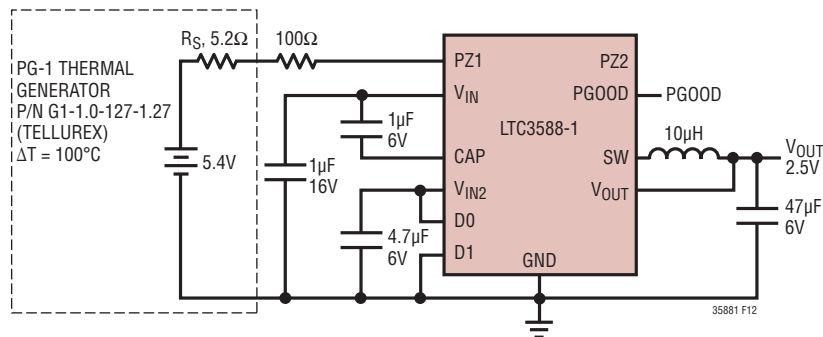 PG-1 THERMAL
GENERATOR
P/N G1-1.0-127-1.27
(TELLUREX)
ΔT = 100°C
RS, 5.2Ω
100Ω
5.4V
1µF
16V
1µF
6V
4.7µF
6V
PZ1
VIN
CAP
VIN2
D0
D1
LTC3588-1
GND
PZ2
PGOOD
SW
VOUT
PGOOD
10µH
VOUT
2.5V
47µF
6V
35881 F12